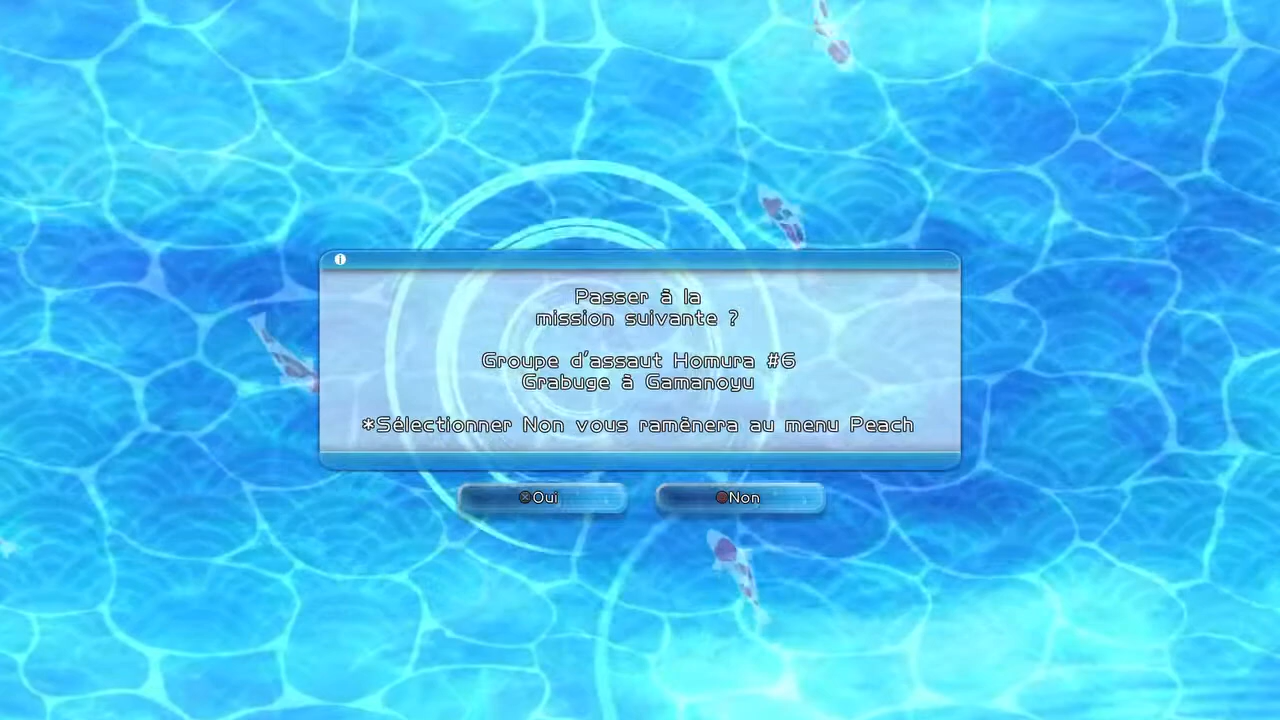 Passer à la
mission suivante ?
Groupe d'assaut Homura #6
Grabuge à Gamanoyu
*Sélectionner Non vous ramènera au menu Peach
Oui
Non